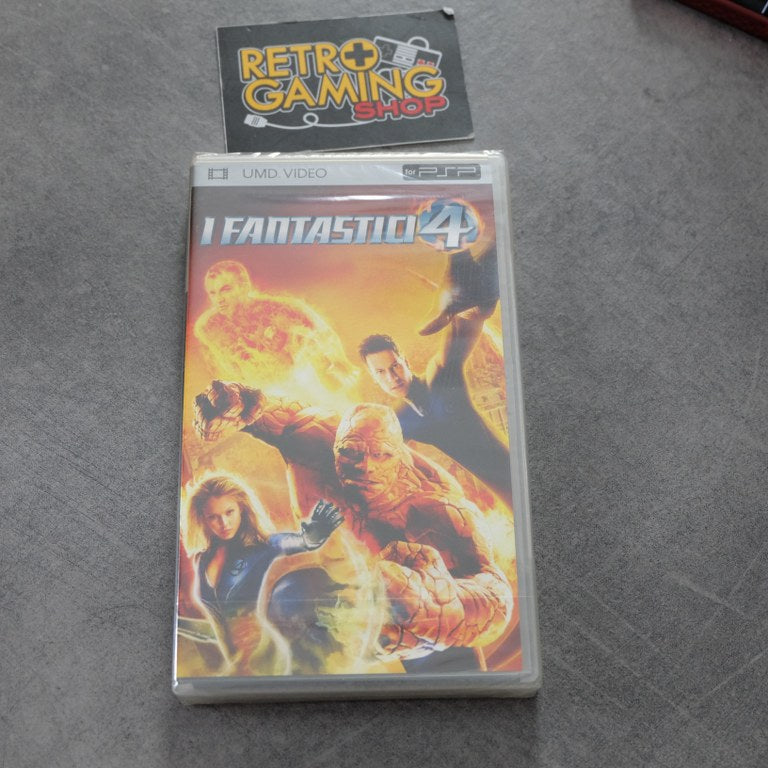 RETRO
GAMING
SHOP
UMD VIDEO
for PSP
I FANTASTICI 4